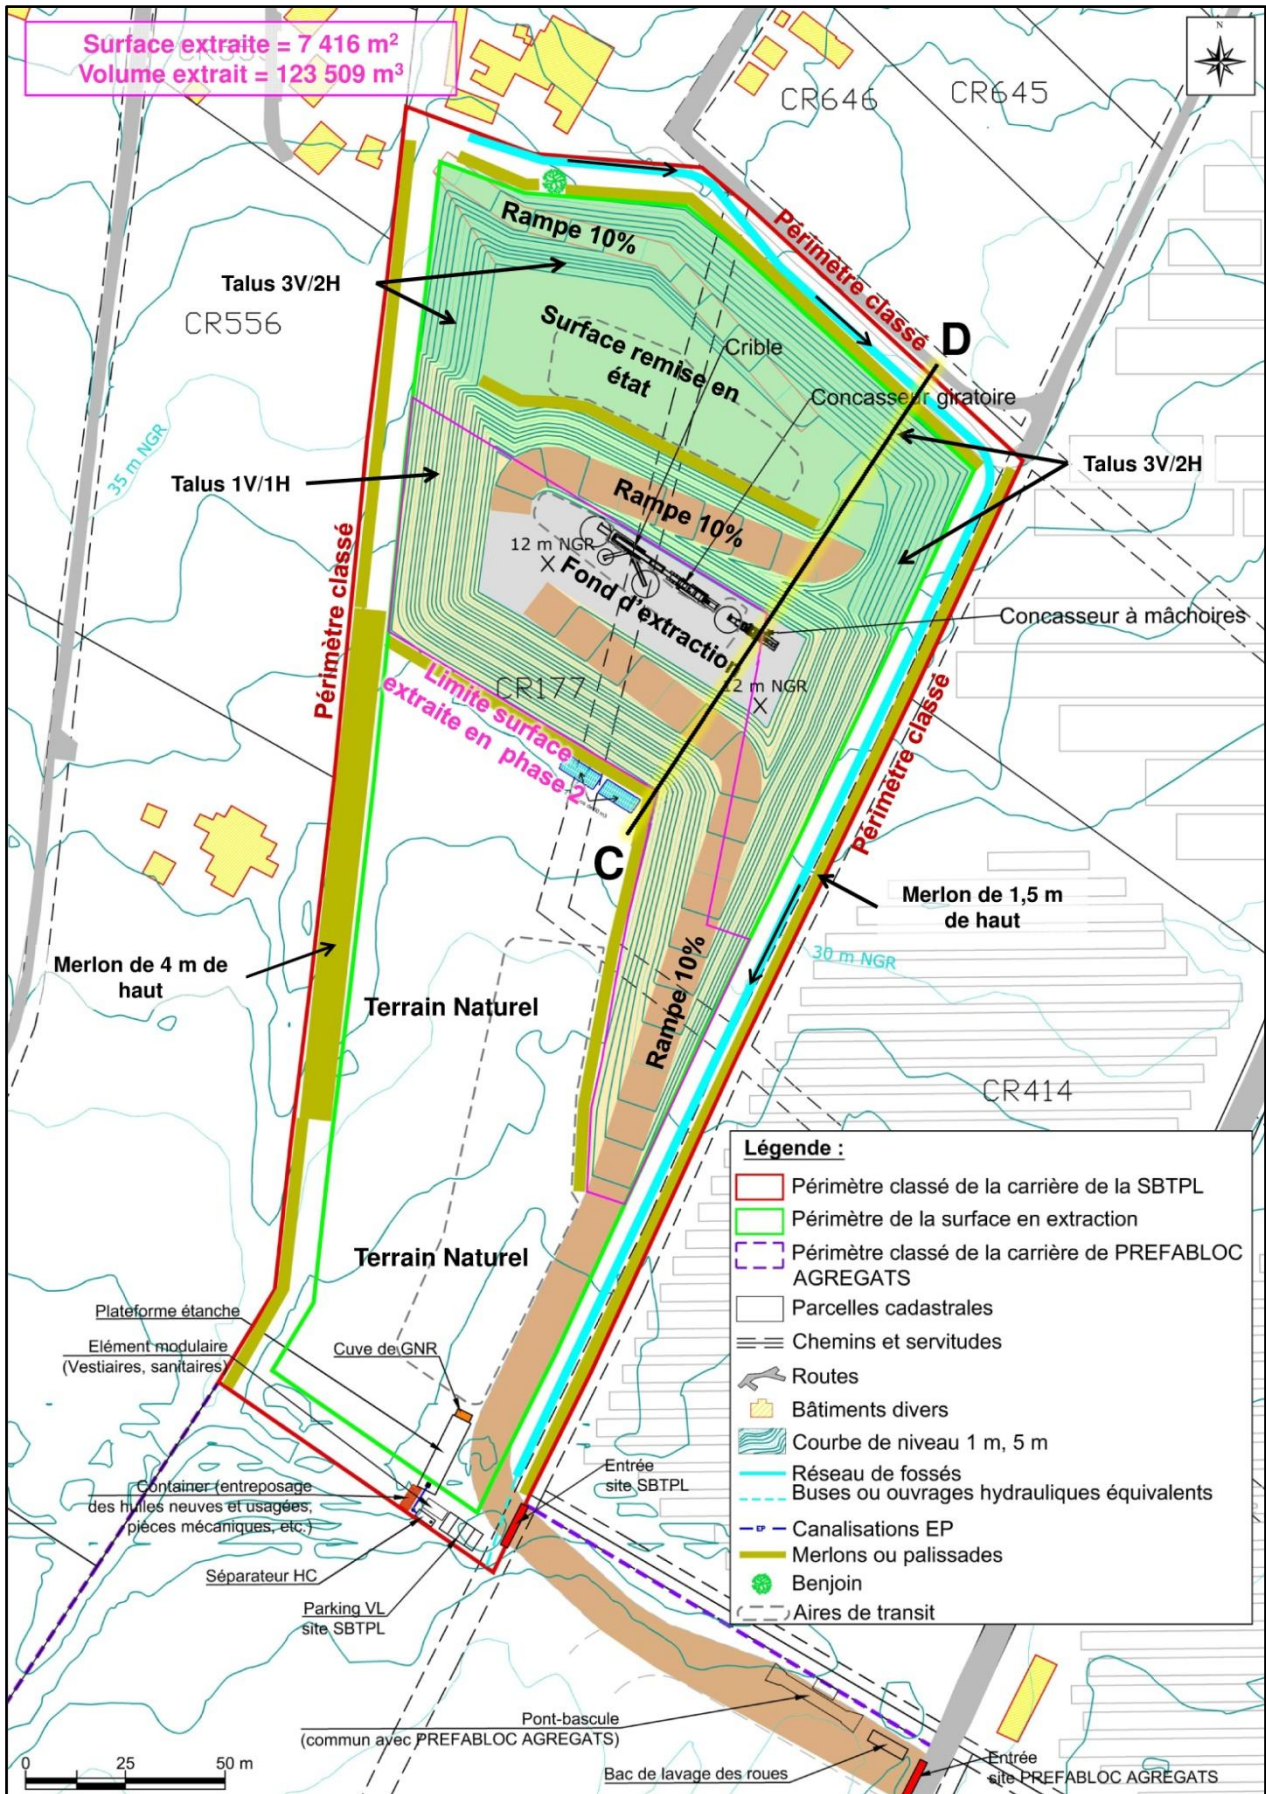 Surface extraite = 7 416 m²
Volume extrait = 123 509 m³
N
CR646
CR645
Rampe 10%
Périmètre classé
Talus 3V/2H
CR556
D
Surface remise en
état
Crible
Concasseur giratoire
35 m NGR
Talus 1V/1H
Talus 3V/2H
Rampe 10%
12 m NGR
Fond d'extraction
Périmètre classé
Concasseur à mâchoires
CR177
12 m NGR
Limite surface
extraite en phase 2
Périmètre classé
C
Merlon de 1,5 m
de haut
30 m NGR
Merlon de 4 m de
haut
Terrain Naturel
Rampe 10%
CR414
Terrain Naturel
Plateforme étanche
Elément modulaire
(Vestiaires, sanitaires)
Cuve de GNR
Container (entreposage
des huiles neuves et usagées,
pièces mécaniques, etc.)
Entrée
site SBTPL
Séparateur HC
Parking VL
site SBTPL
Pont-bascule
(commun avec PREFABLOC AGREGATS)
Bac de lavage des roues
Entrée
site PREFABLOC AGREGATS
0 25 50 m
Légende :
Périmètre classé de la carrière de la SBTPL
Périmètre de la surface en extraction
Périmètre classé de la carrière de PREFABLOC
AGREGATS
Parcelles cadastrales
Chemins et servitudes
Routes
Bâtiments divers
Courbe de niveau 1 m, 5 m
Réseau de fossés
Buses ou ouvrages hydrauliques équivalents
EP
Canalisations EP
Merlons ou palissades
Benjoin
Aires de transit